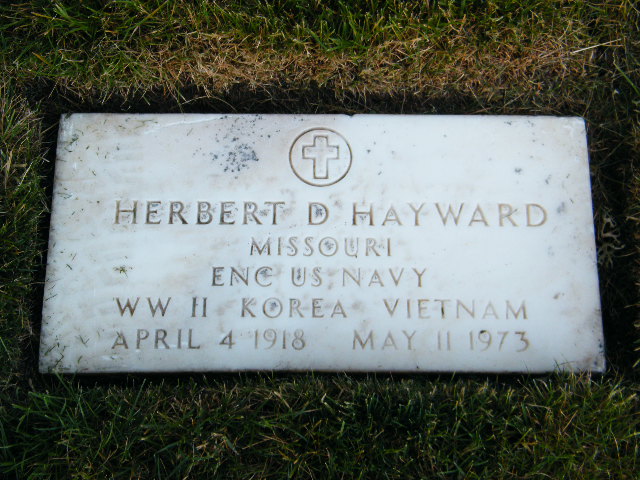 HERBERT D HAYWARD
MISSOURI
ENC US NAVY
WW II KOREA VIETNAM
APRIL 4 1918 MAY 11 1973